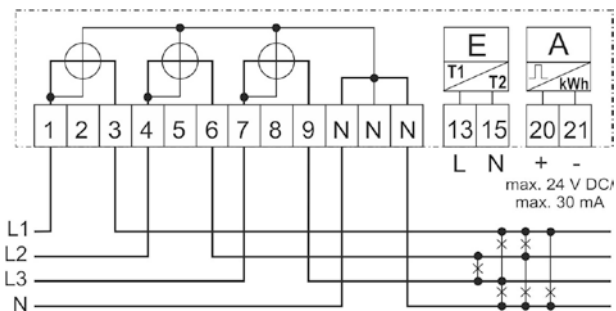 E A
T1 T2 kWh
1 2 3 4 5 6 7 8 9 N N N 13 15 20 21
L N + -
max. 24 V DC/
max. 30 mA
L1
L2
L3
N